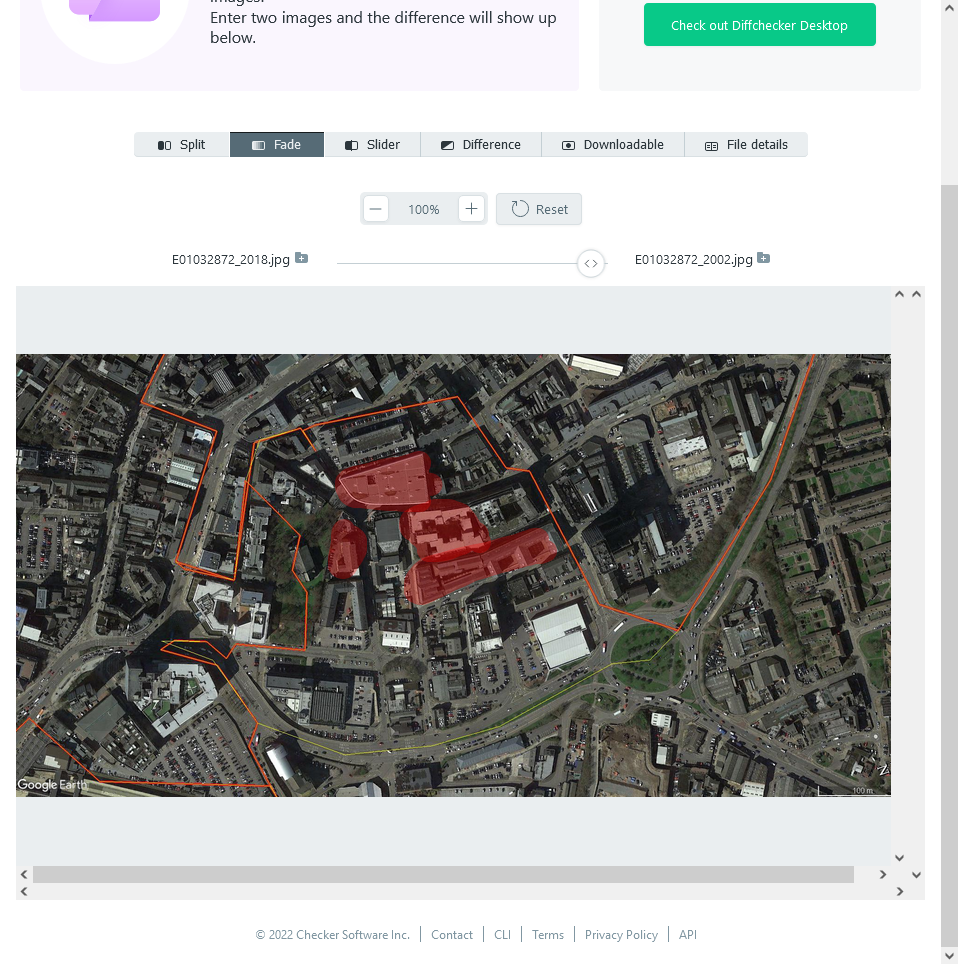 Enter two images and the difference will show up
below.
Check out Diffchecker Desktop
Split
Fade
Slider
Difference
Downloadable
File details
100%
Reset
E01032872_2018.jpg
E01032872_2002.jpg
Google Earth
100 m
© 2022 Checker Software Inc.
Contact
CLI
Terms
Privacy Policy
API